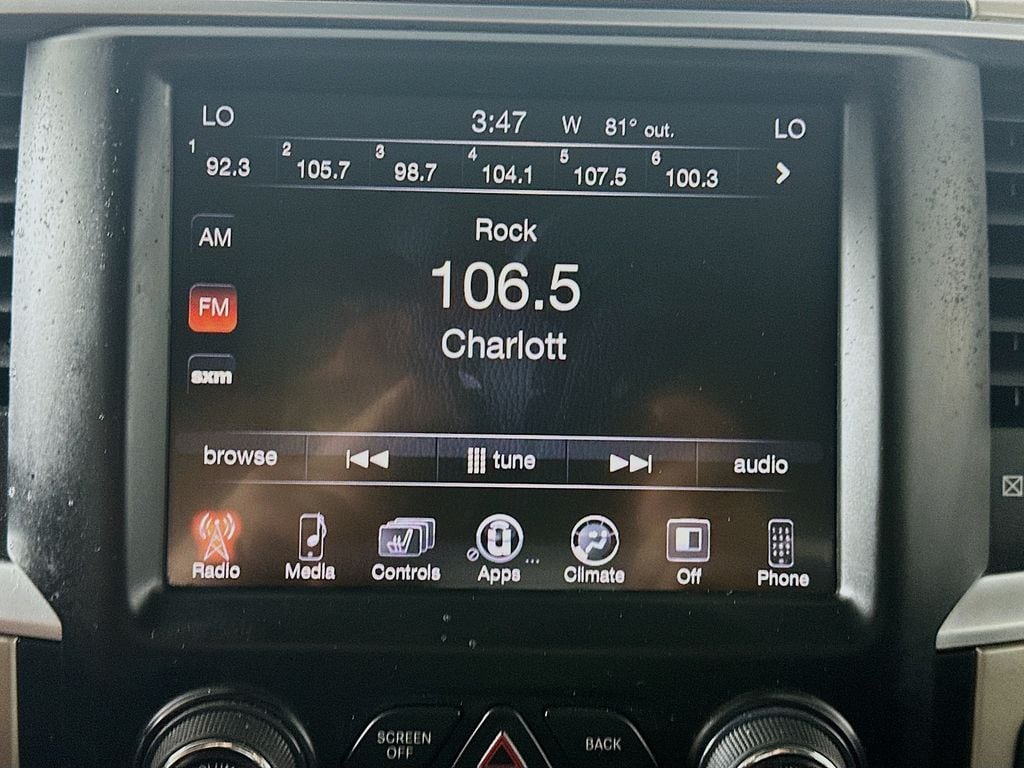 LO 3:47 W 81° out. LO
1 92.3 2 105.7 3 98.7 4 104.1 5 107.5 6 100.3
AM
Rock
FM
106.5
Charlott
sxm
browse tune audio
Radio Media Controls Apps ... Climate Off Phone
SCREEN OFF
BACK